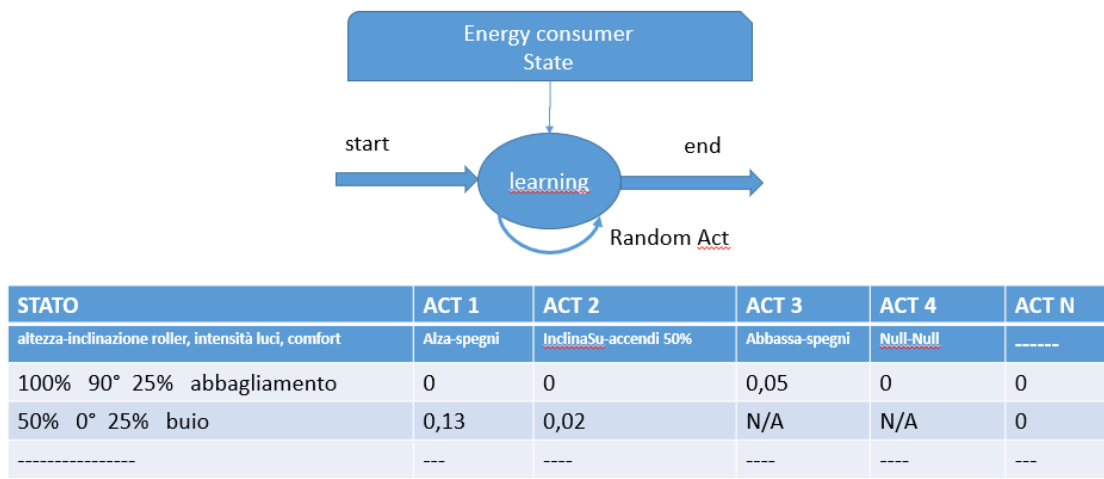 Energy consumer
State
start
end
learning
Random Act
STATO ACT 1 ACT 2 ACT 3 ACT 4 ACT N
altezza-inclinazione roller, intensità luci, comfort Alza-spegni InclinaSu-accendi 50% Abbassa-spegni Null-Null ------
100% 90° 25% abbagliamento 0 0 0,05 0 0
50% 0° 25% buio 0,13 0,02 N/A N/A 0
---------------- --- ---- ---- ---- ---